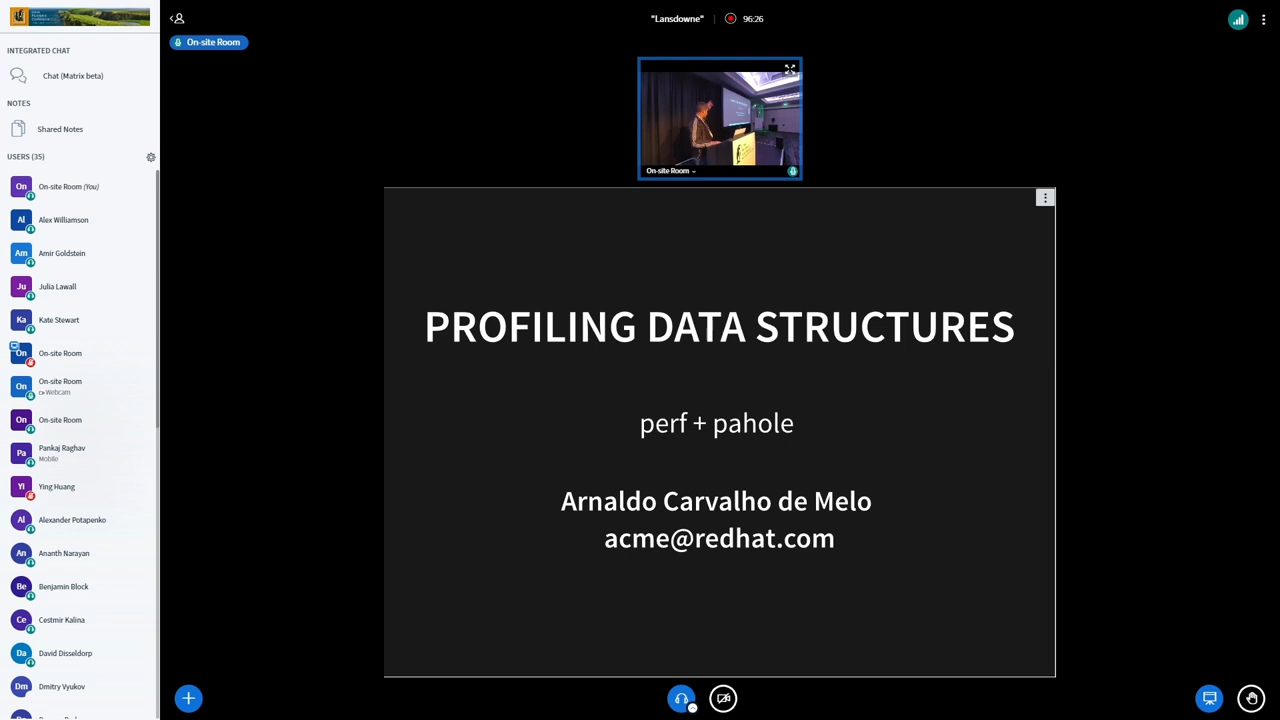 INTEGRATED CHAT
Chat (Matrix beta)
NOTES
Shared Notes
USERS (35)
On On-site Room (You)
Al Alex Williamson
Am Amir Goldstein
Ju Julia Lawall
Ka Kate Stewart
On On-site Room
On On-site Room
Webcam
On On-site Room
Pa Pankaj Raghav
Mobile
Yi Ying Huang
Al Alexander Potapenko
An Ananth Narayan
Be Benjamin Block
Ce Cestmir Kalina
Da David Disseldorp
Dm Dmitry Vyukov
"Lansdowne"
96:26
On-site Room
On-site Room
PROFILING DATA STRUCTURES
perf + pahole
Arnaldo Carvalho de Melo
acme@redhat.com